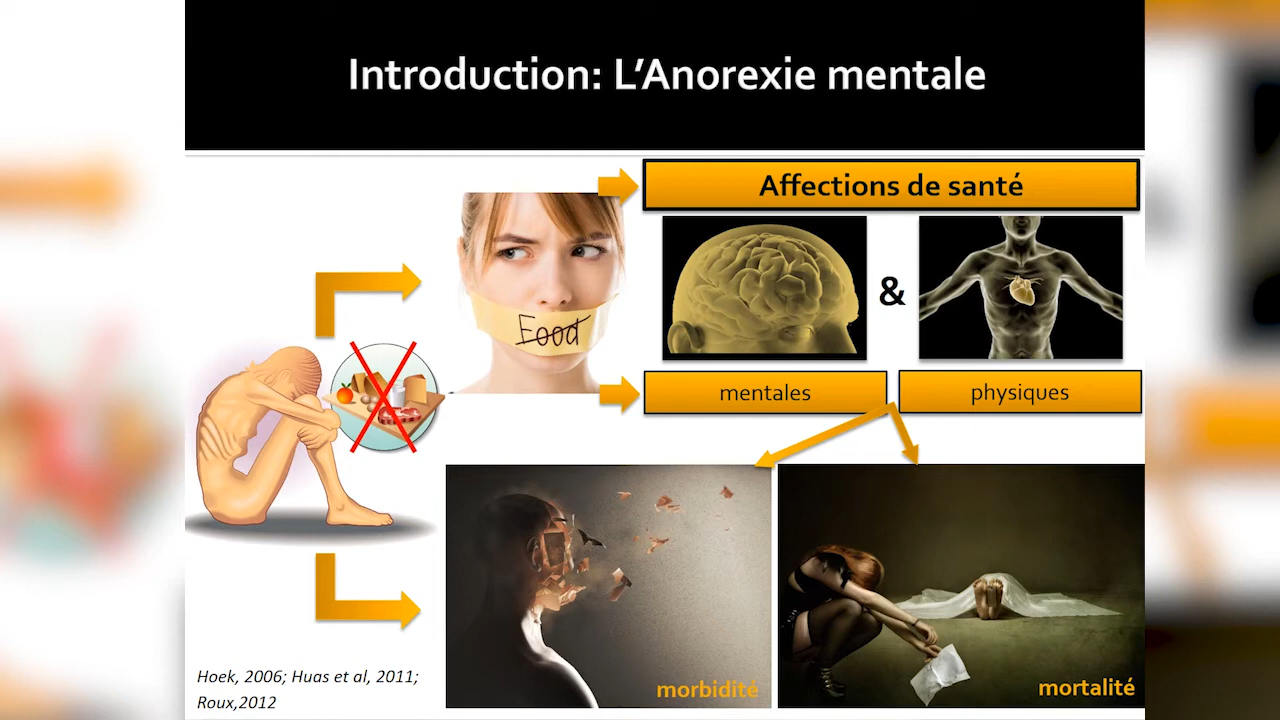 Introduction: L'Anorexie mentale
Affections de santé
Food
&
mentales
physiques
morbidité
mortalité
Hoek, 2006; Huas et al, 2011;
Roux,2012